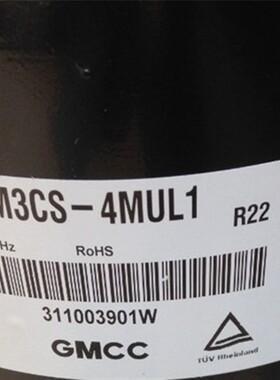 M3CS-4MUL1 R22
Hz RoHS
311003901W
GMCC
TÜV Rheinland